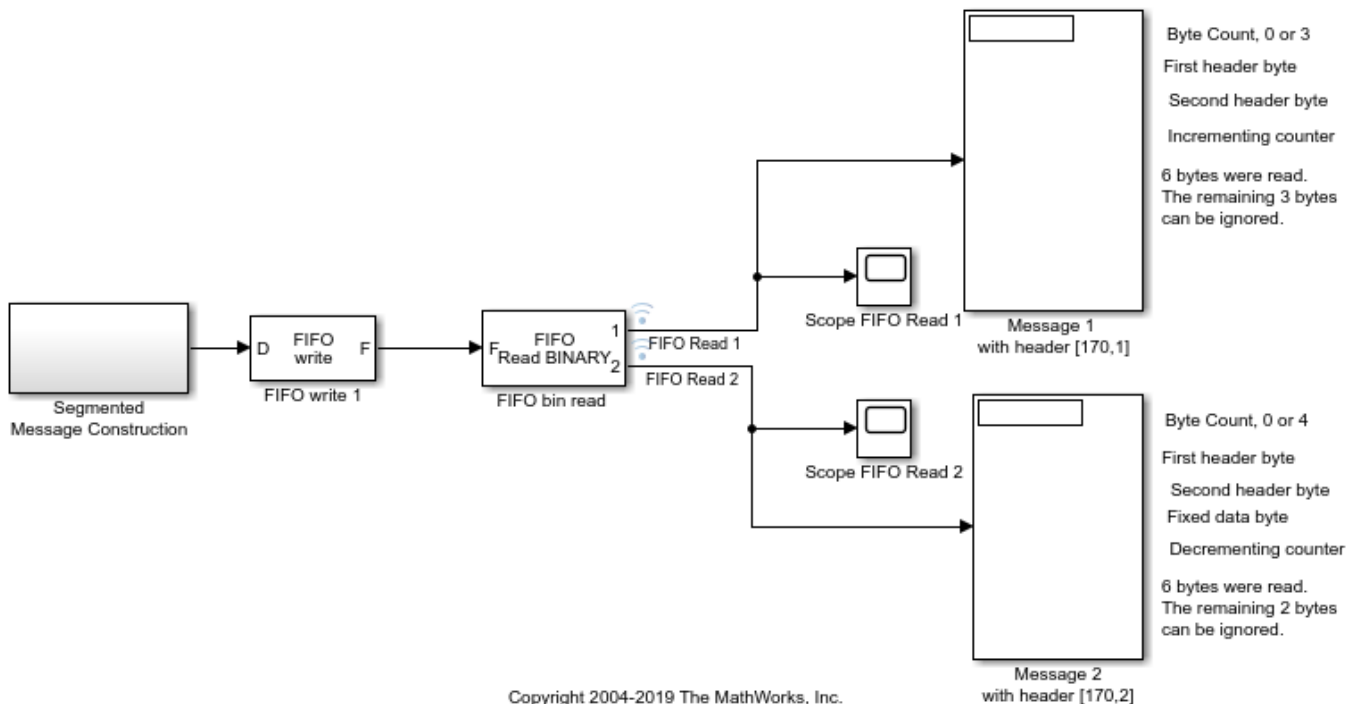 Byte Count, 0 or 3
First header byte
Second header byte
Incrementing counter
6 bytes were read.
The remaining 3 bytes
can be ignored.
Message 1
with header [170,1]
Scope FIFO Read 1
Segmented
Message Construction
D
FIFO
write
F
FIFO write 1
F
FIFO
Read BINARY
1
2
FIFO bin read
FIFO Read 1
FIFO Read 2
Scope FIFO Read 2
Byte Count, 0 or 4
First header byte
Second header byte
Fixed data byte
Decrementing counter
6 bytes were read.
The remaining 2 bytes
can be ignored.
Message 2
with header [170,2]
Copyright 2004-2019 The MathWorks, Inc.